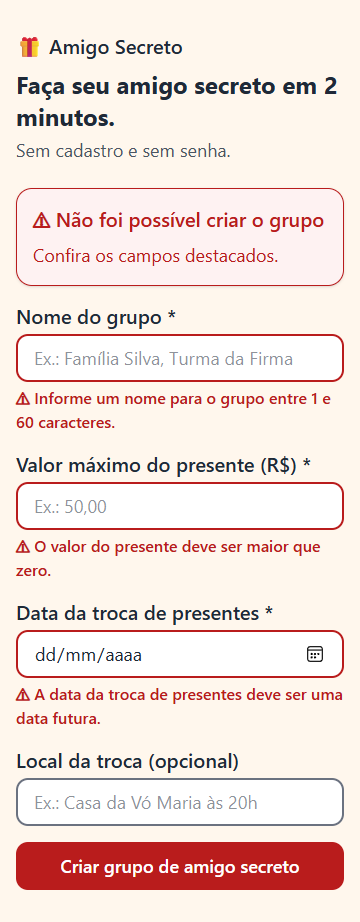 Amigo Secreto
Faça seu amigo secreto em 2
minutos.
Sem cadastro e sem senha.
⚠ Não foi possível criar o grupo
Confira os campos destacados.
Nome do grupo *
Ex.: Família Silva, Turma da Firma
⚠ Informe um nome para o grupo entre 1 e
60 caracteres.
Valor máximo do presente (R$) *
Ex.: 50,00
⚠ O valor do presente deve ser maior que
zero.
Data da troca de presentes *
dd/mm/aaaa
⚠ A data da troca de presentes deve ser uma
data futura.
Local da troca (opcional)
Ex.: Casa da Vó Maria às 20h
Criar grupo de amigo secreto